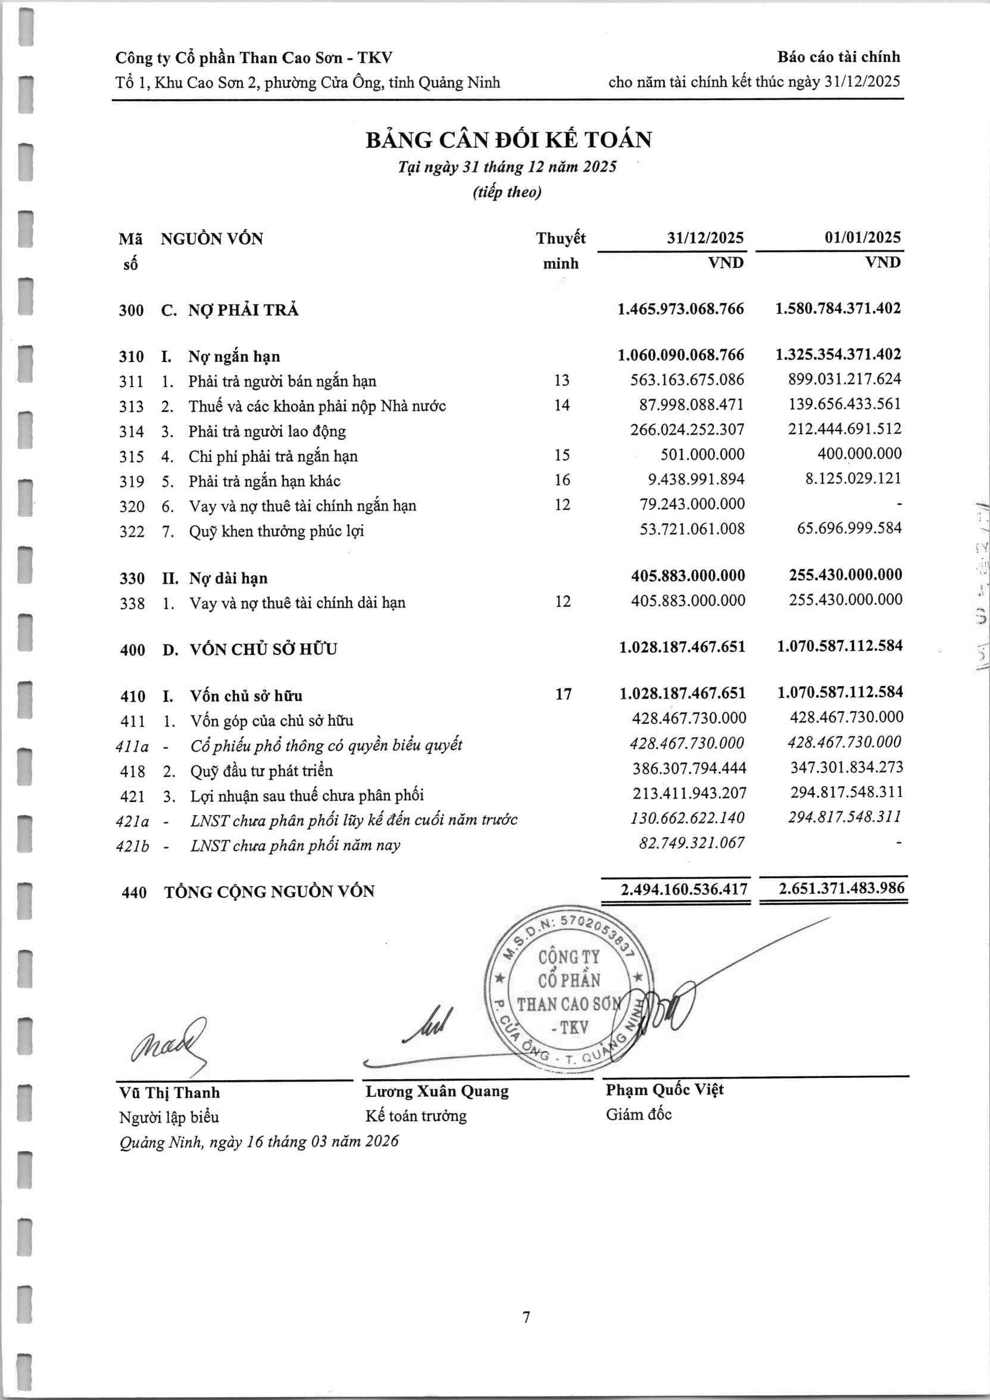 Công ty Cổ phần Than Cao Sơn - TKV Báo cáo tài chính
Tổ 1, Khu Cao Sơn 2, phường Cửa Ông, tỉnh Quảng Ninh cho năm tài chính kết thúc ngày 31/12/2025
BẢNG CÂN ĐỐI KẾ TOÁN
Tại ngày 31 tháng 12 năm 2025
(tiếp theo)
Mã NGUỒN VỐN Thuyết 31/12/2025 01/01/2025
số minh VND VND
300 C. NỢ PHẢI TRẢ 1.465.973.068.766 1.580.784.371.402
310 I. Nợ ngắn hạn 1.060.090.068.766 1.325.354.371.402
311 1. Phải trả người bán ngắn hạn 13 563.163.675.086 899.031.217.624
313 2. Thuế và các khoản phải nộp Nhà nước 14 87.998.088.471 139.656.433.561
314 3. Phải trả người lao động 266.024.252.307 212.444.691.512
315 4. Chi phí phải trả ngắn hạn 15 501.000.000 400.000.000
319 5. Phải trả ngắn hạn khác 16 9.438.991.894 8.125.029.121
320 6. Vay và nợ thuê tài chính ngắn hạn 12 79.243.000.000 -
322 7. Quỹ khen thưởng phúc lợi 53.721.061.008 65.696.999.584
330 II. Nợ dài hạn 405.883.000.000 255.430.000.000
338 1. Vay và nợ thuê tài chính dài hạn 12 405.883.000.000 255.430.000.000
400 D. VỐN CHỦ SỞ HỮU 1.028.187.467.651 1.070.587.112.584
410 I. Vốn chủ sở hữu 17 1.028.187.467.651 1.070.587.112.584
411 1. Vốn góp của chủ sở hữu 428.467.730.000 428.467.730.000
411a - Cổ phiếu phổ thông có quyền biểu quyết 428.467.730.000 428.467.730.000
418 2. Quỹ đầu tư phát triển 386.307.794.444 347.301.834.273
421 3. Lợi nhuận sau thuế chưa phân phối 213.411.943.207 294.817.548.311
421a - LNST chưa phân phối lũy kế đến cuối năm trước 130.662.622.140 294.817.548.311
421b - LNST chưa phân phối năm nay 82.749.321.067 -
440 TỔNG CỘNG NGUỒN VỐN 2.494.160.536.417 2.651.371.483.986
M.S.D.N: 5702053837
CÔNG TY
CỔ PHẦN
THAN CAO SƠN
- TKV
P. CỬA ÔNG - T. QUẢNG NINH
Vũ Thị Thanh Lương Xuân Quang Phạm Quốc Việt
Người lập biểu Kế toán trưởng Giám đốc
Quảng Ninh, ngày 16 tháng 03 năm 2026
7